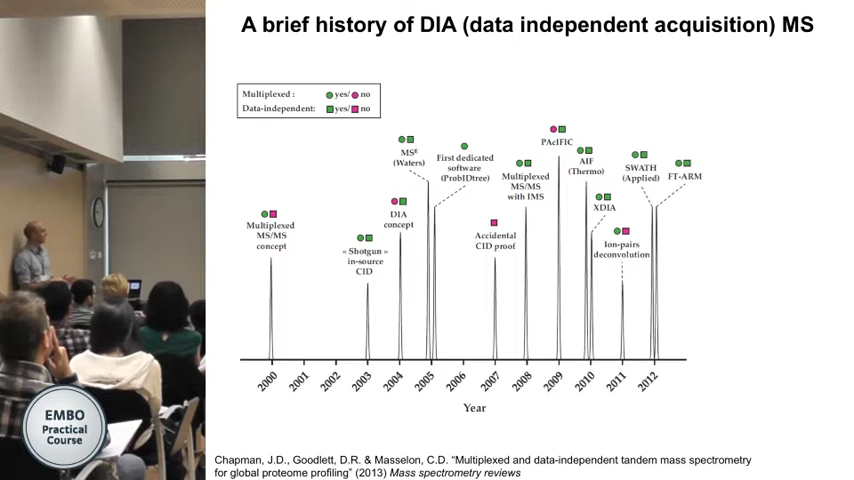 A brief history of DIA (data independent acquisition) MS
Multiplexed : yes/ no
Data-independent: yes/ no
Multiplexed
MS/MS
concept
« Shotgun »
in-source
CID
DIA
concept
MSᴱ
(Waters)
First dedicated
software
(ProbIDtree)
Accidental
CID proof
Multiplexed
MS/MS
with IMS
PAcIFIC
AIF
(Thermo)
XDIA
Ion-pairs
deconvolution
SWATH
(Applied)
FT-ARM
2000 2001 2002 2003 2004 2005 2006 2007 2008 2009 2010 2011 2012
Year
EMBO
Practical
Course
Chapman, J.D., Goodlett, D.R. & Masselon, C.D. “Multiplexed and data-independent tandem mass spectrometry
for global proteome profiling” (2013) Mass spectrometry reviews